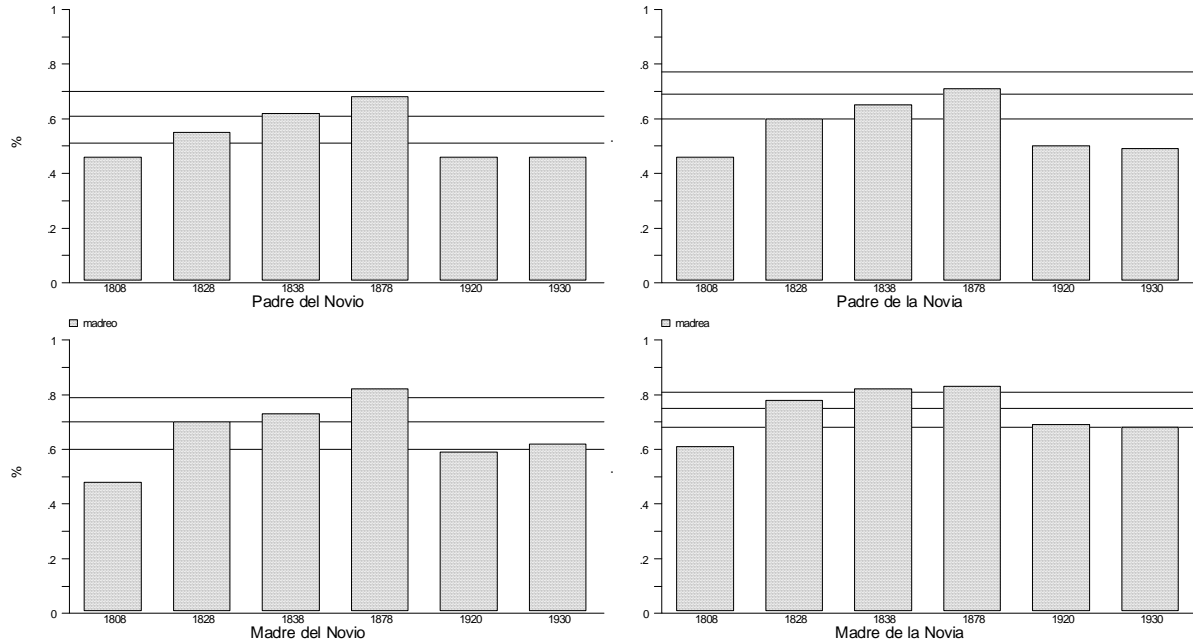 1
.8
.6
.4
.2
0
%
1808 1828 1838 1878 1920 1930
Padre del Novio
1
.8
.6
.4
.2
0
.
1808 1828 1838 1878 1920 1930
Padre de la Novia
madreo
1
.8
.6
.4
.2
0
%
1808 1828 1838 1878 1920 1930
Madre del Novio
madrea
1
.8
.6
.4
.2
0
.
1808 1828 1838 1878 1920 1930
Madre de la Novia